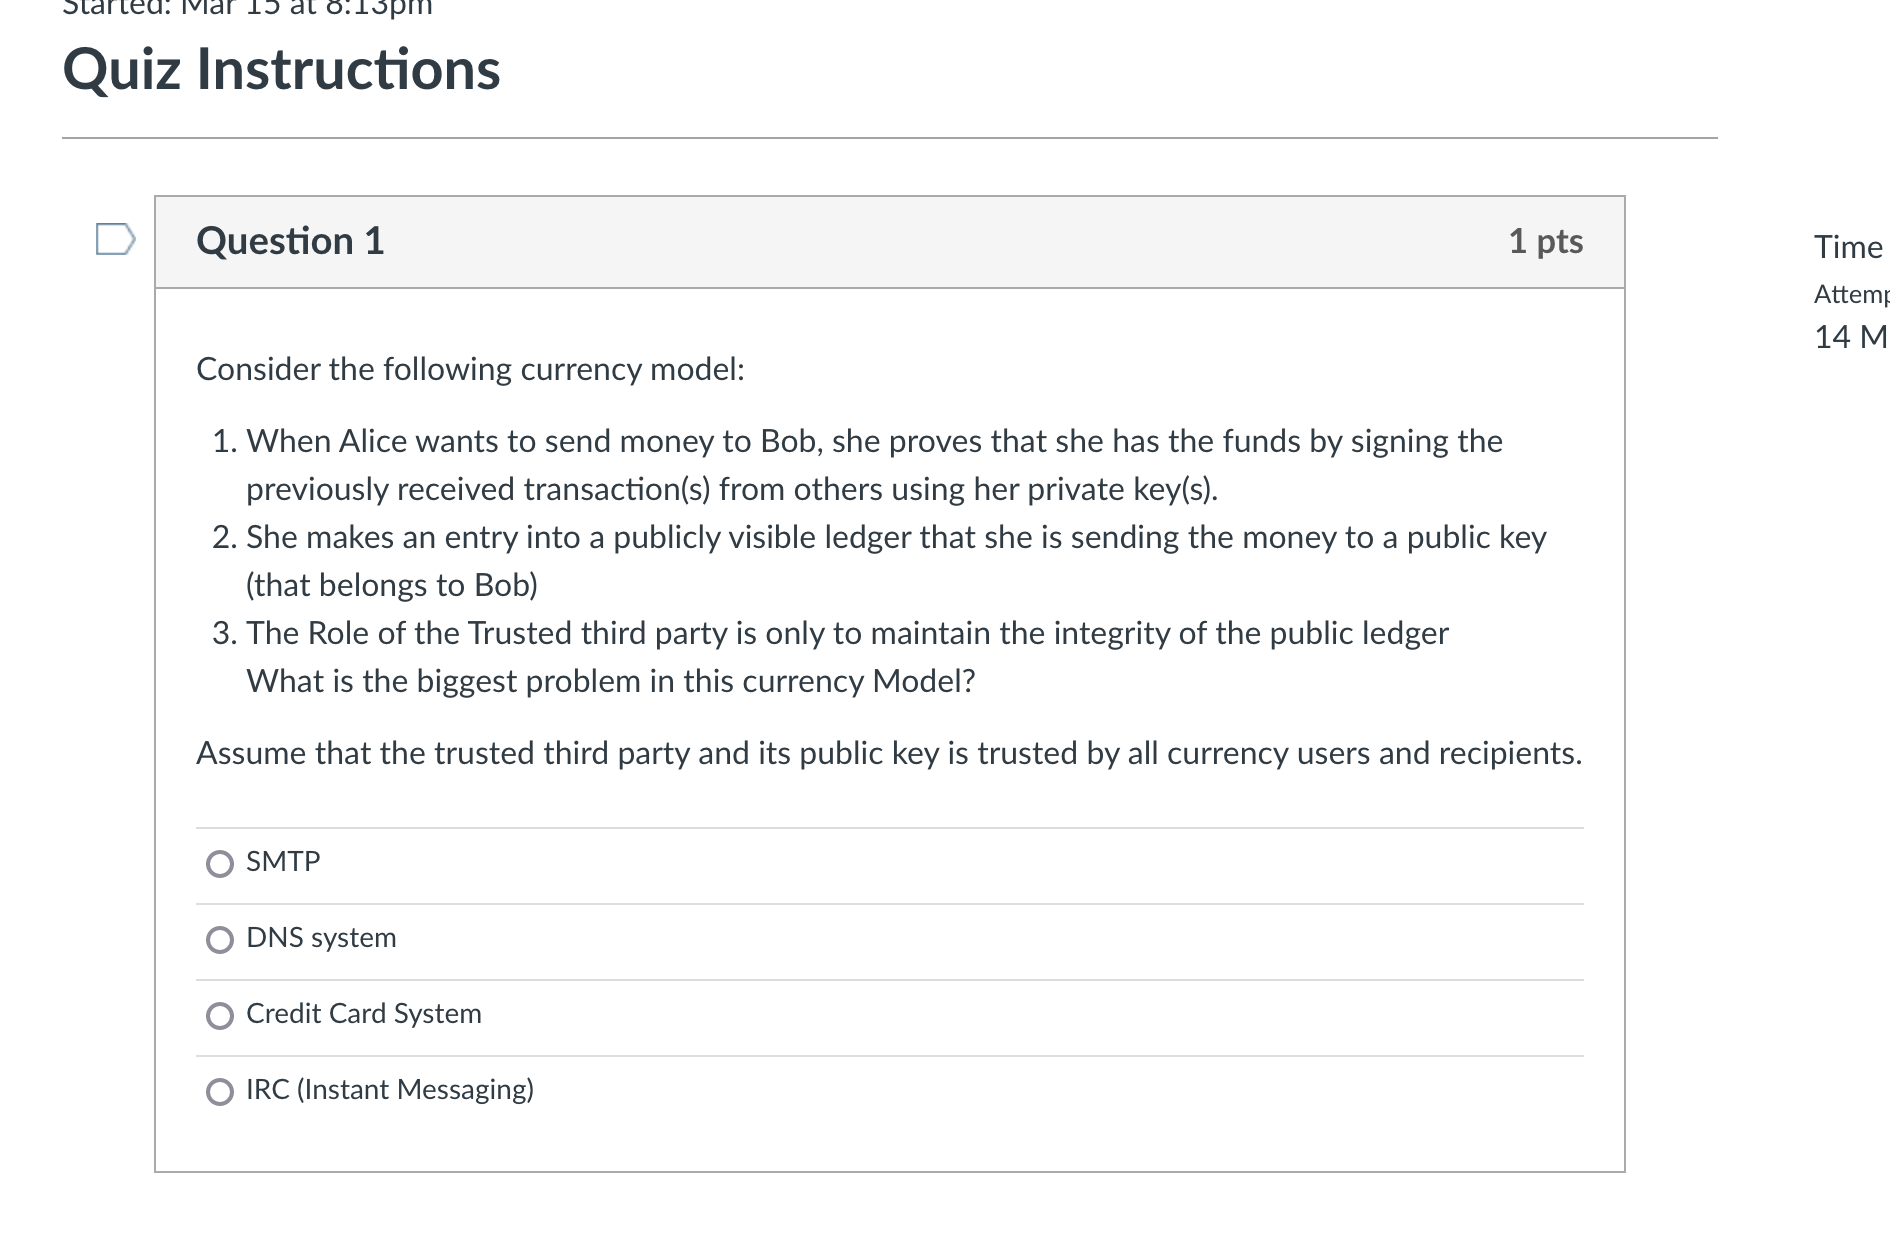 Started: Mar 15 at 8:13pm
Quiz Instructions
Question 1
1 pts
Time
Attemp
14 M
Consider the following currency model:
1. When Alice wants to send money to Bob, she proves that she has the funds by signing the
previously received transaction(s) from others using her private key(s).
2. She makes an entry into a publicly visible ledger that she is sending the money to a public key
(that belongs to Bob)
3. The Role of the Trusted third party is only to maintain the integrity of the public ledger
What is the biggest problem in this currency Model?
Assume that the trusted third party and its public key is trusted by all currency users and recipients.
SMTP
DNS system
Credit Card System
IRC (Instant Messaging)